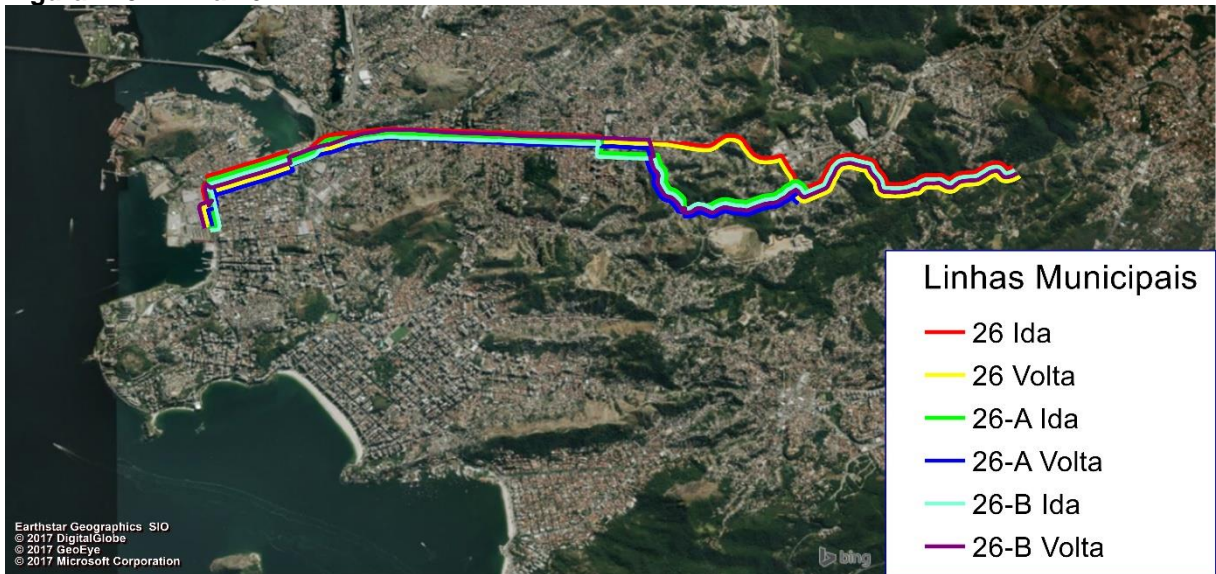 Linhas Municipais
26 Ida
26 Volta
26-A Ida
26-A Volta
26-B Ida
26-B Volta
Earthstar Geographics SIO
© 2017 DigitalGlobe
© 2017 GeoEye
© 2017 Microsoft Corporation
bing